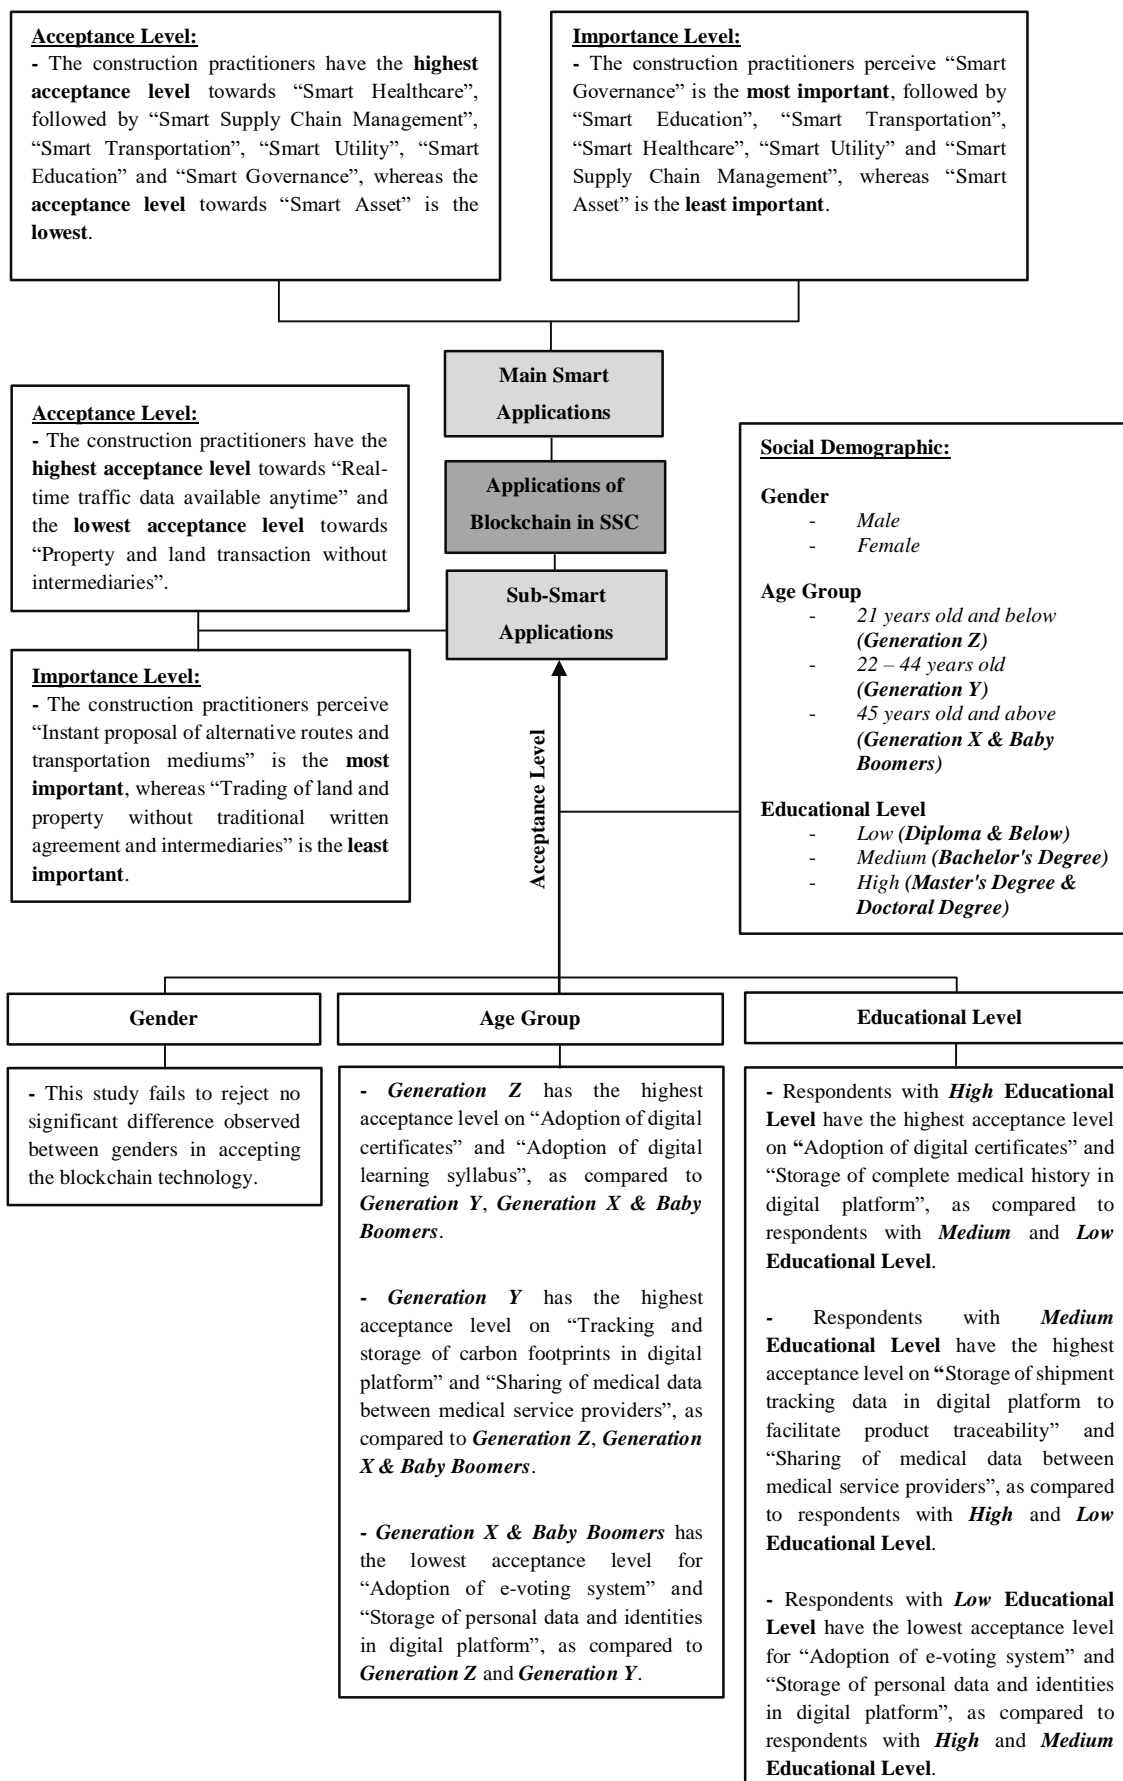 Acceptance Level:
- The construction practitioners have the highest
acceptance level towards “Smart Healthcare”,
followed by “Smart Supply Chain Management”,
“Smart Transportation”, “Smart Utility”, “Smart
Education” and “Smart Governance”, whereas the
acceptance level towards “Smart Asset” is the
lowest.
Importance Level:
- The construction practitioners perceive “Smart
Governance” is the most important, followed by
“Smart Education”, “Smart Transportation”,
“Smart Healthcare”, “Smart Utility” and “Smart
Supply Chain Management”, whereas “Smart
Asset” is the least important.
Main Smart
Applications
Acceptance Level:
- The construction practitioners have the
highest acceptance level towards “Real-
time traffic data available anytime” and
the lowest acceptance level towards
“Property and land transaction without
intermediaries”.
Applications of
Blockchain in SSC
Sub-Smart
Applications
Importance Level:
- The construction practitioners perceive
“Instant proposal of alternative routes and
transportation mediums” is the most
important, whereas “Trading of land and
property without traditional written
agreement and intermediaries” is the least
important.
Acceptance Level
Social Demographic:
Gender
- Male
- Female
Age Group
- 21 years old and below
(Generation Z)
- 22 – 44 years old
(Generation Y)
- 45 years old and above
(Generation X & Baby
Boomers)
Educational Level
- Low (Diploma & Below)
- Medium (Bachelor's Degree)
- High (Master's Degree &
Doctoral Degree)
Gender
- This study fails to reject no
significant difference observed
between genders in accepting
the blockchain technology.
Age Group
- Generation Z has the highest
acceptance level on “Adoption of digital
certificates” and “Adoption of digital
learning syllabus”, as compared to
Generation Y, Generation X & Baby
Boomers.
- Generation Y has the highest
acceptance level on “Tracking and
storage of carbon footprints in digital
platform” and “Sharing of medical data
between medical service providers”, as
compared to Generation Z, Generation
X & Baby Boomers.
- Generation X & Baby Boomers has
the lowest acceptance level for
“Adoption of e-voting system” and
“Storage of personal data and identities
in digital platform”, as compared to
Generation Z and Generation Y.
Educational Level
- Respondents with High Educational
Level have the highest acceptance level
on “Adoption of digital certificates” and
“Storage of complete medical history in
digital platform”, as compared to
respondents with Medium and Low
Educational Level.
- Respondents with Medium
Educational Level have the highest
acceptance level on “Storage of shipment
tracking data in digital platform to
facilitate product traceability” and
“Sharing of medical data between
medical service providers”, as compared
to respondents with High and Low
Educational Level.
- Respondents with Low Educational
Level have the lowest acceptance level
for “Adoption of e-voting system” and
“Storage of personal data and identities
in digital platform”, as compared to
respondents with High and Medium
Educational Level.